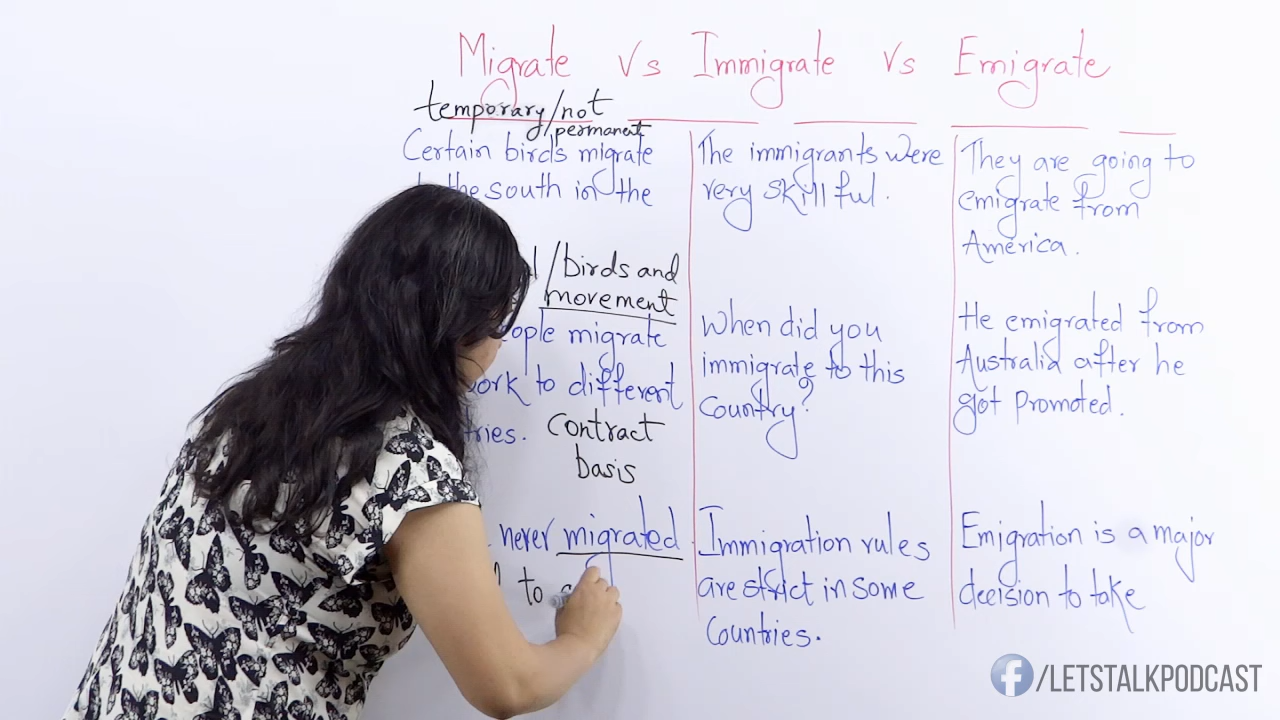 Migrate Vs Immigrate Vs Emigrate
temporary/not
permanent
Certain birds migrate
the south in the
/birds and
movement
people migrate
work to different
contract
basis
never migrated
to
The immigrants were
very skillful.
When did you
immigrate to this
Country?
Immigration rules
are strict in some
Countries.
They are going to
emigrate from
America.
He emigrated from
Australia after he
got promoted.
Emigration is a major
decision to take
/LETSTALKPODCAST